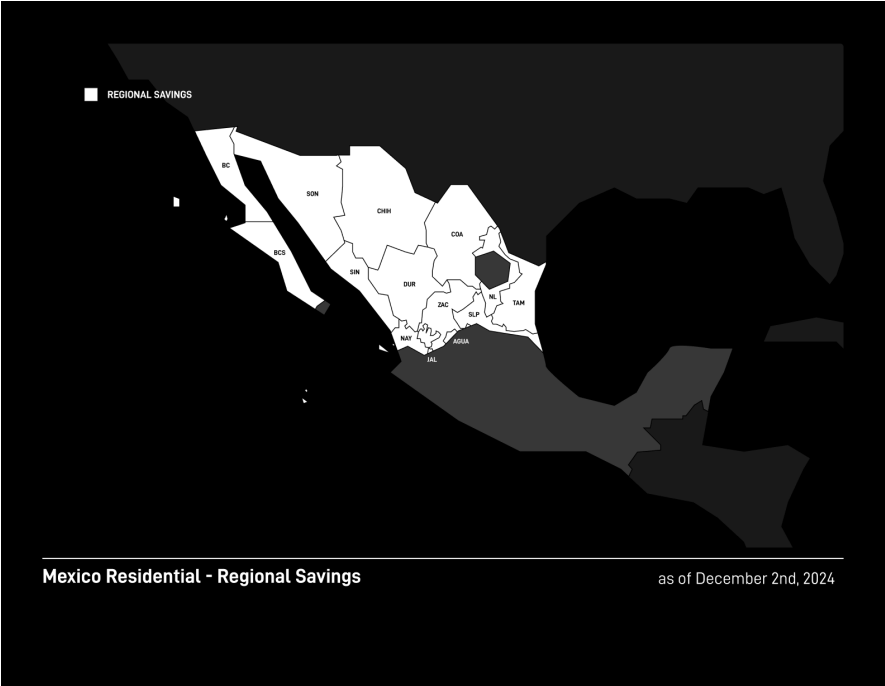 REGIONAL SAVINGS
BC
SON
CHIH
COA
BCS
SIN
DUR
NL
ZAC
TAM
SLP
NAY
AGUA
JAL
Mexico Residential - Regional Savings
as of December 2nd, 2024